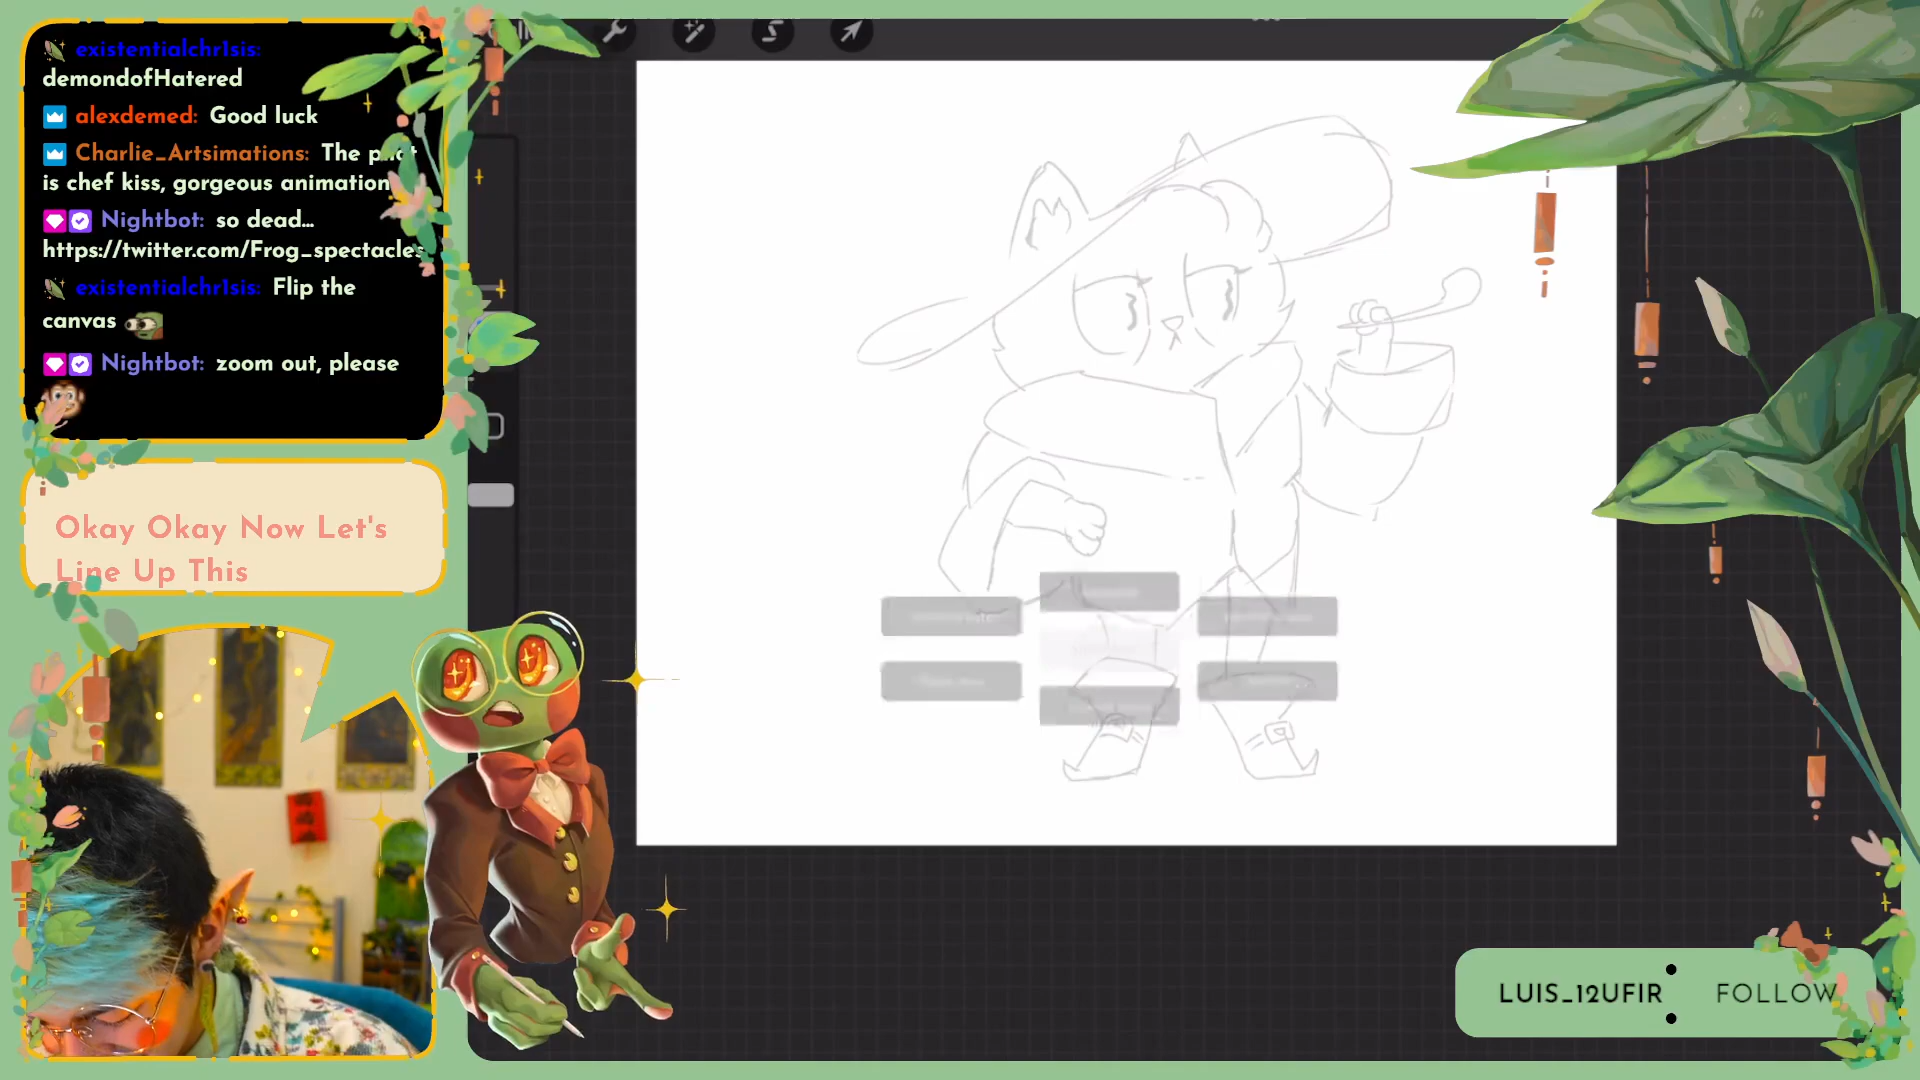 existentialchr1sis:
demondofHatered
alexdemed: Good luck
Charlie_Artsimations: The
is chef kiss, gorgeous animation
Nightbot: so dead...
https://twitter.com/Frog_spectacles
existentialchr1sis: Flip the
canvas
Nightbot: zoom out, please
Okay Okay Now Let's
Line Up This
LUIS_12UFIR FOLLOW